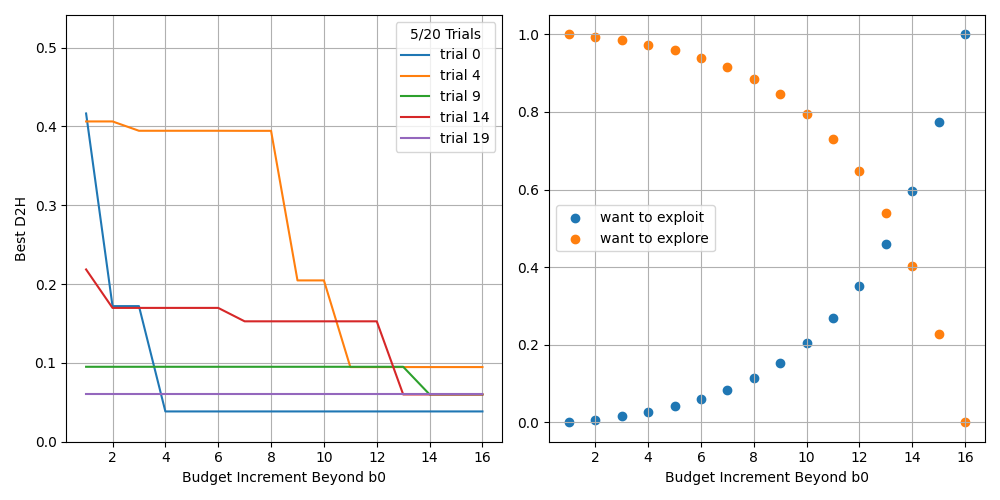 0.5
0.4
0.3
0.2
0.1
0.0
Best D2H
2 4 6 8 10 12 14 16
Budget Increment Beyond b0
5/20 Trials
trial 0
trial 4
trial 9
trial 14
trial 19
1.0
0.8
0.6
0.4
0.2
0.0
want to exploit
want to explore
2 4 6 8 10 12 14 16
Budget Increment Beyond b0